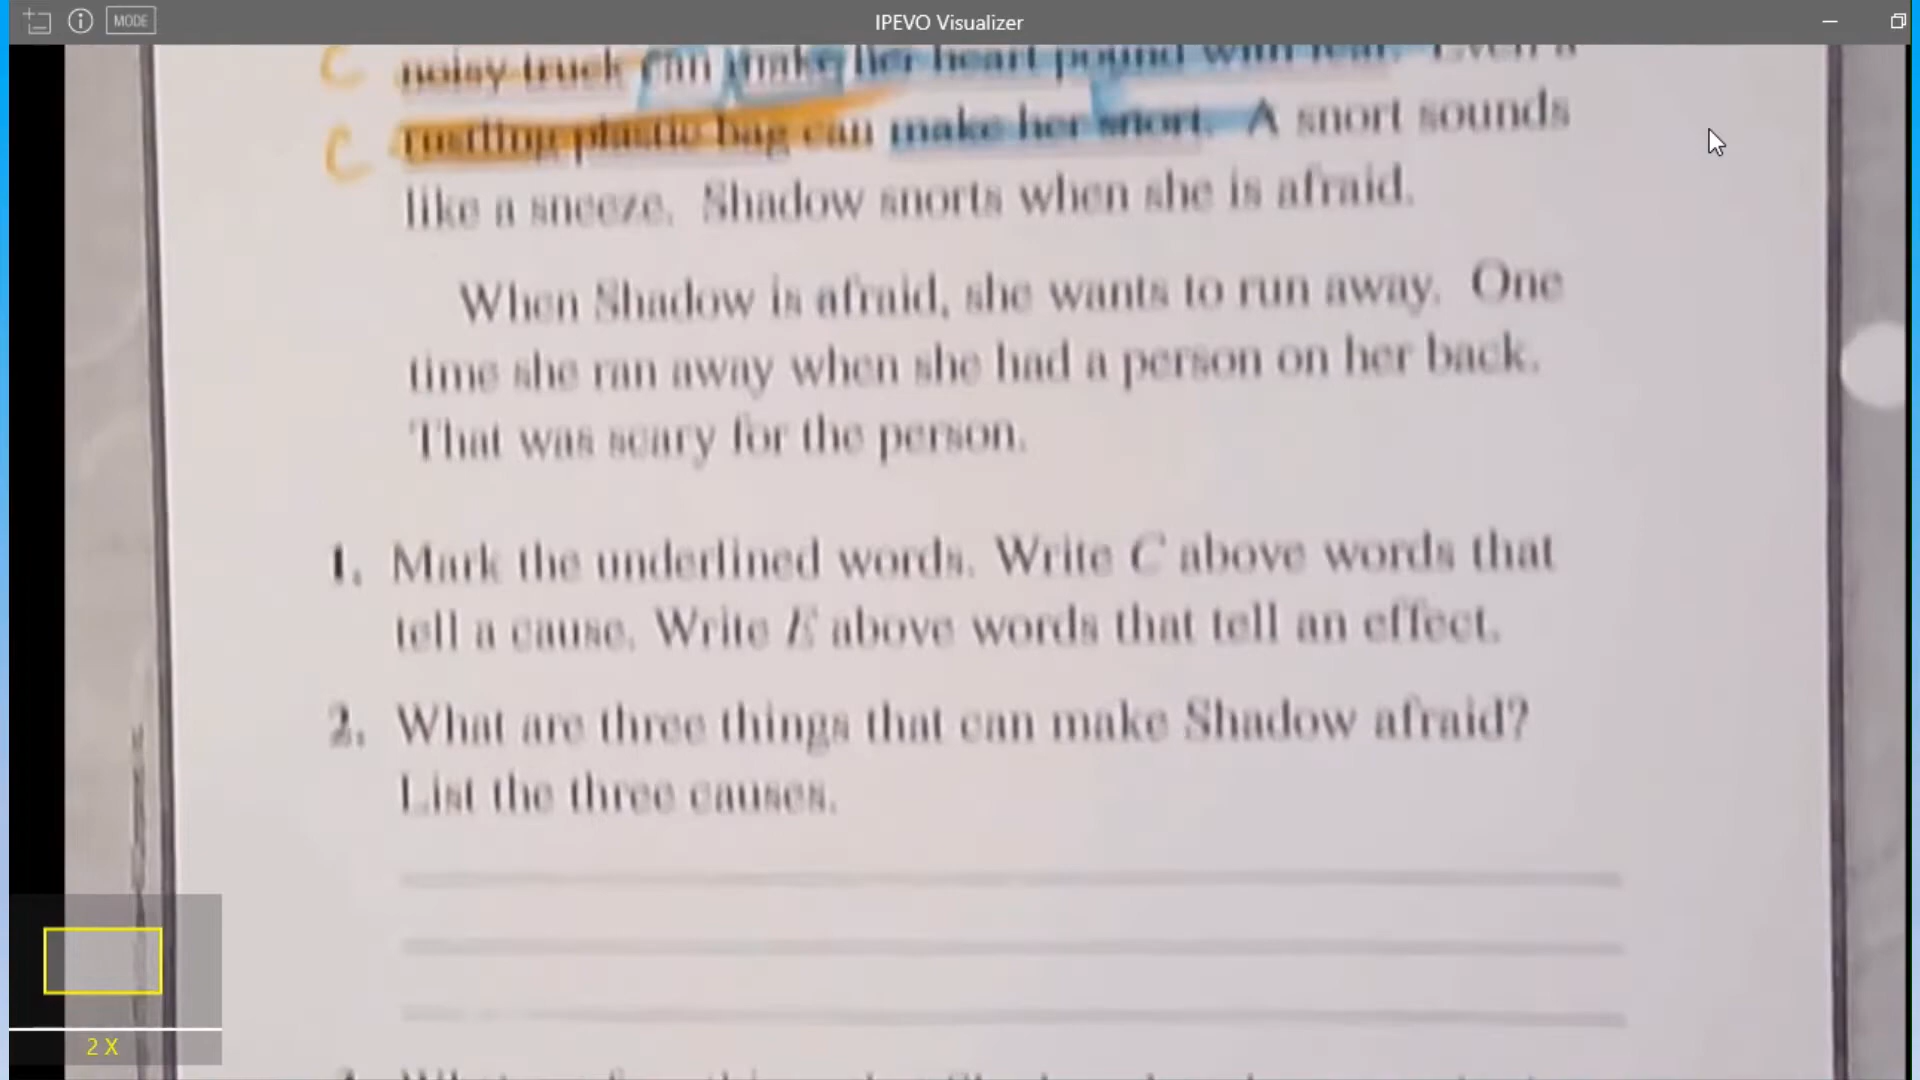 MODE
IPEVO Visualizer
C noisy truck can make her heart pound with fear. Even a
C rustling plastic bag can make her snort. A snort sounds
like a sneeze. Shadow snorts when she is afraid.
When Shadow is afraid, she wants to run away. One
time she ran away when she had a person on her back.
That was scary for the person.
1. Mark the underlined words. Write C above words that
tell a cause. Write E above words that tell an effect.
2. What are three things that can make Shadow afraid?
List the three causes.
2 X